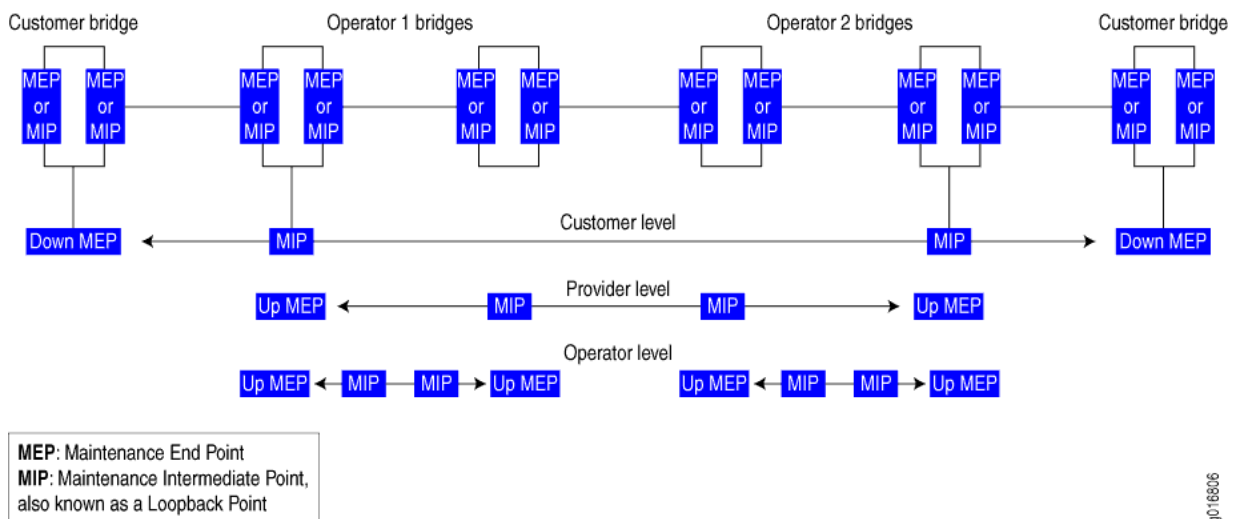 Customer bridge
Operator 1 bridges
Operator 2 bridges
Customer bridge
MEP or MIP
MEP or MIP
MEP or MIP
MEP or MIP
MEP or MIP
MEP or MIP
MEP or MIP
MEP or MIP
MEP or MIP
MEP or MIP
MEP or MIP
MEP or MIP
Customer level
Down MEP
MIP
MIP
Down MEP
Provider level
Up MEP
MIP
MIP
Up MEP
Operator level
Up MEP
MIP
MIP
Up MEP
Up MEP
MIP
MIP
Up MEP
MEP: Maintenance End Point
MIP: Maintenance Intermediate Point,
also known as a Loopback Point
g016806